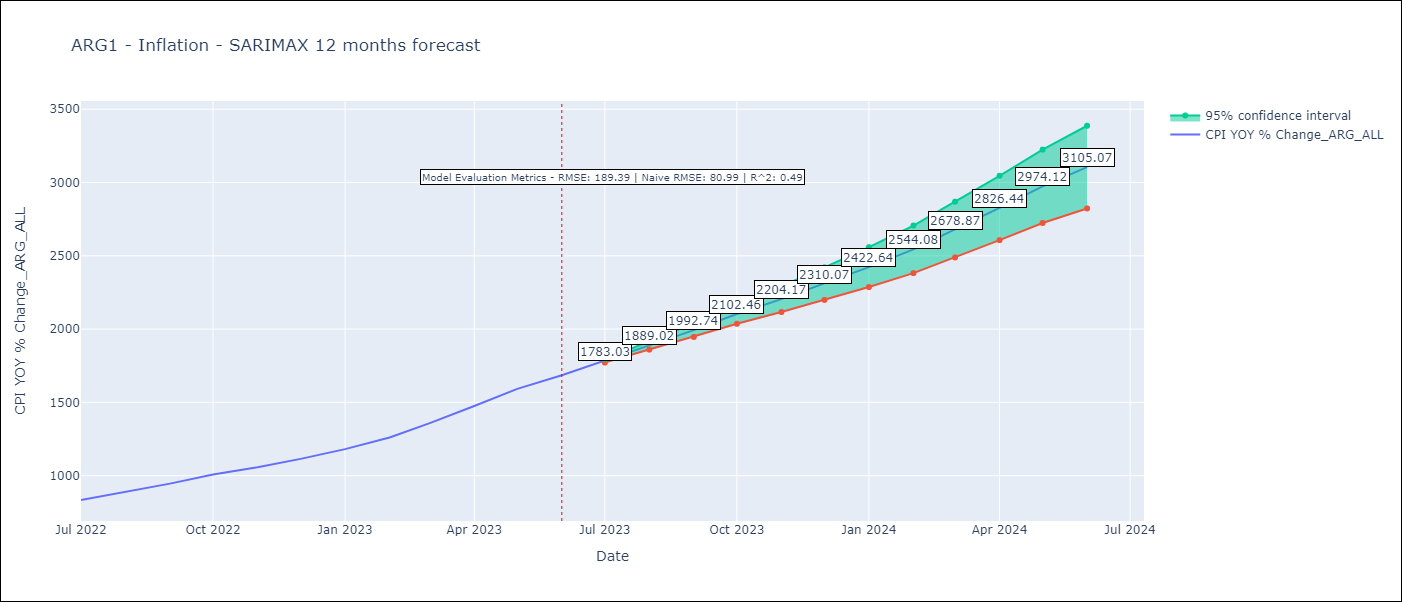 ARG1 - Inflation - SARIMAX 12 months forecast
95% confidence interval
CPI YOY % Change_ARG_ALL
Model Evaluation Metrics - RMSE: 189.39 | Naive RMSE: 80.99 | R^2: 0.49
CPI YOY % Change_ARG_ALL
3500
3000
2500
2000
1500
1000
1783.03
1889.02
1992.74
2102.46
2204.17
2310.07
2422.64
2544.08
2678.87
2826.44
2974.12
3105.07
Jul 2022
Oct 2022
Jan 2023
Apr 2023
Jul 2023
Oct 2023
Jan 2024
Apr 2024
Jul 2024
Date